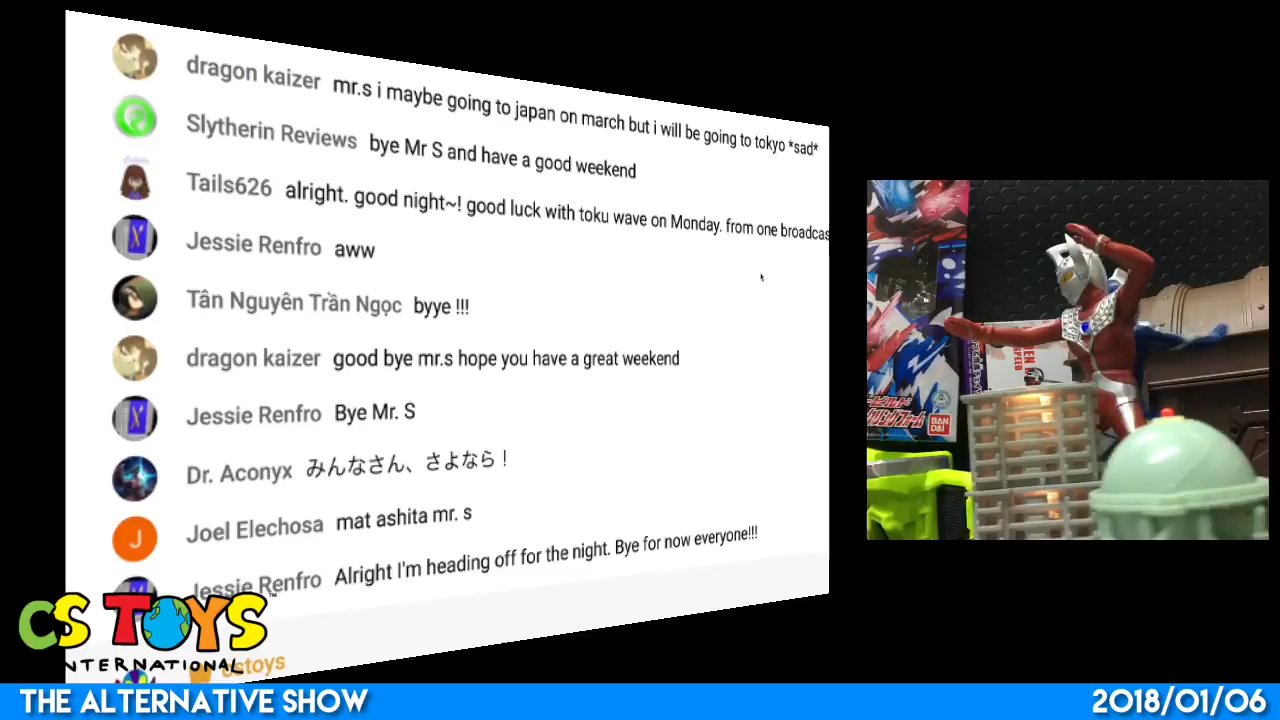 dragon kaizer mr.s i maybe going to japan on march but i will be going to tokyo *sad*
Slytherin Reviews bye Mr S and have a good weekend
Tails626 alright. good night~! good luck with toku wave on Monday. from one broadcas
Jessie Renfro aww
Tân Nguyên Trần Ngọc byye !!!
dragon kaizer good bye mr.s hope you have a great weekend
Jessie Renfro Bye Mr. S
Dr. Aconyx みんなさん、さよなら！
J
Joel Elechosa mat ashita mr. s
Jessie Renfro Alright I'm heading off for the night. Bye for now everyone!!!
CS TOYS™
INTERNATIONAL
cstoys
BAN
DAI
THE ALTERNATIVE SHOW
2018/01/06